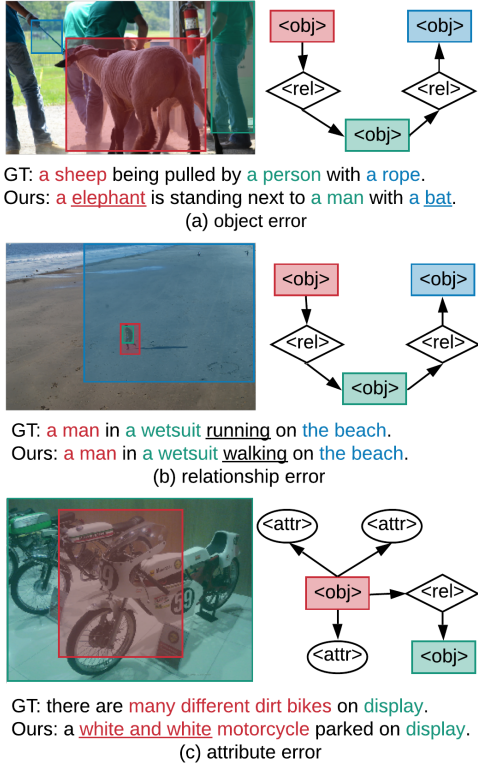 <obj> <obj>
<rel> <rel>
<obj>
GT: a sheep being pulled by a person with a rope.
Ours: a elephant is standing next to a man with a bat.
(a) object error
<obj> <obj>
<rel> <rel>
<obj>
GT: a man in a wetsuit running on the beach.
Ours: a man in a wetsuit walking on the beach.
(b) relationship error
<attr> <attr>
<obj> <rel>
<attr> <obj>
59
GT: there are many different dirt bikes on display.
Ours: a white and white motorcycle parked on display.
(c) attribute error